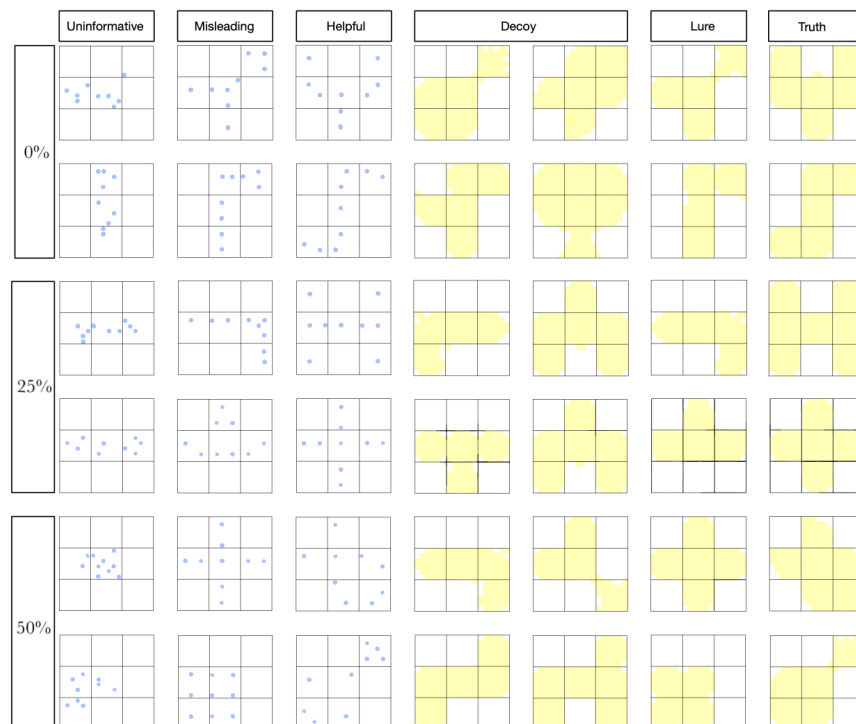 Uninformative
Misleading
Helpful
Decoy
Lure
Truth
0%
25%
50%